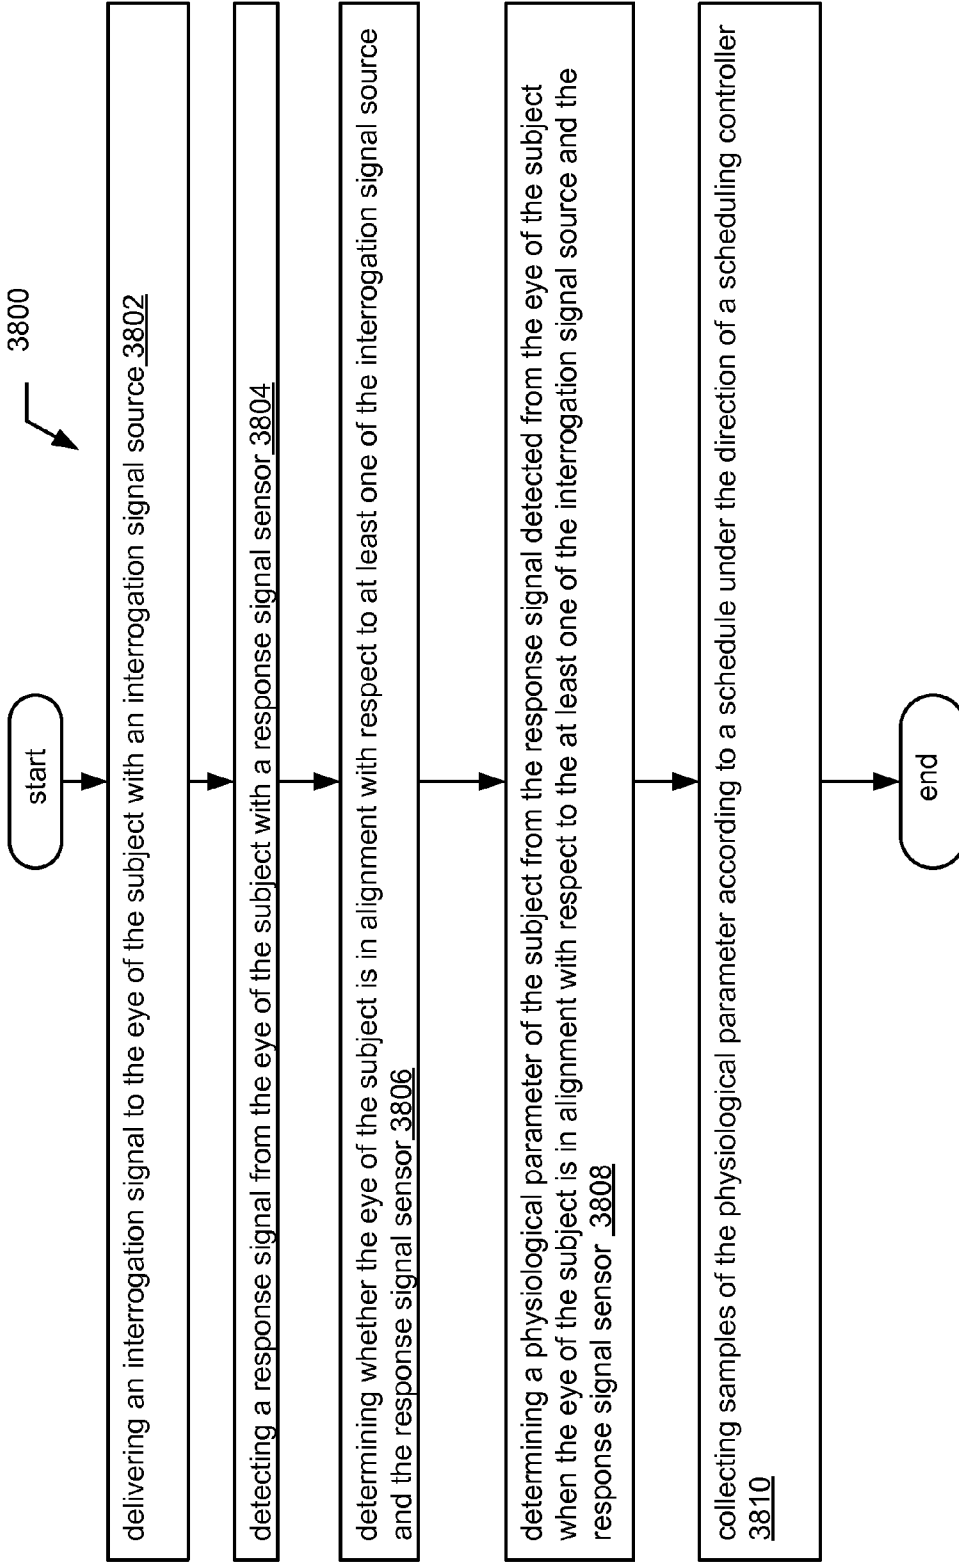 3800
start
delivering an interrogation signal to the eye of the subject with an interrogation signal source 3802
detecting a response signal from the eye of the subject with a response signal sensor 3804
determining whether the eye of the subject is in alignment with respect to at least one of the interrogation signal source
and the response signal sensor 3806
determining a physiological parameter of the subject from the response signal detected from the eye of the subject
when the eye of the subject is in alignment with respect to the at least one of the interrogation signal source and the
response signal sensor 3808
collecting samples of the physiological parameter according to a schedule under the direction of a scheduling controller
3810
end